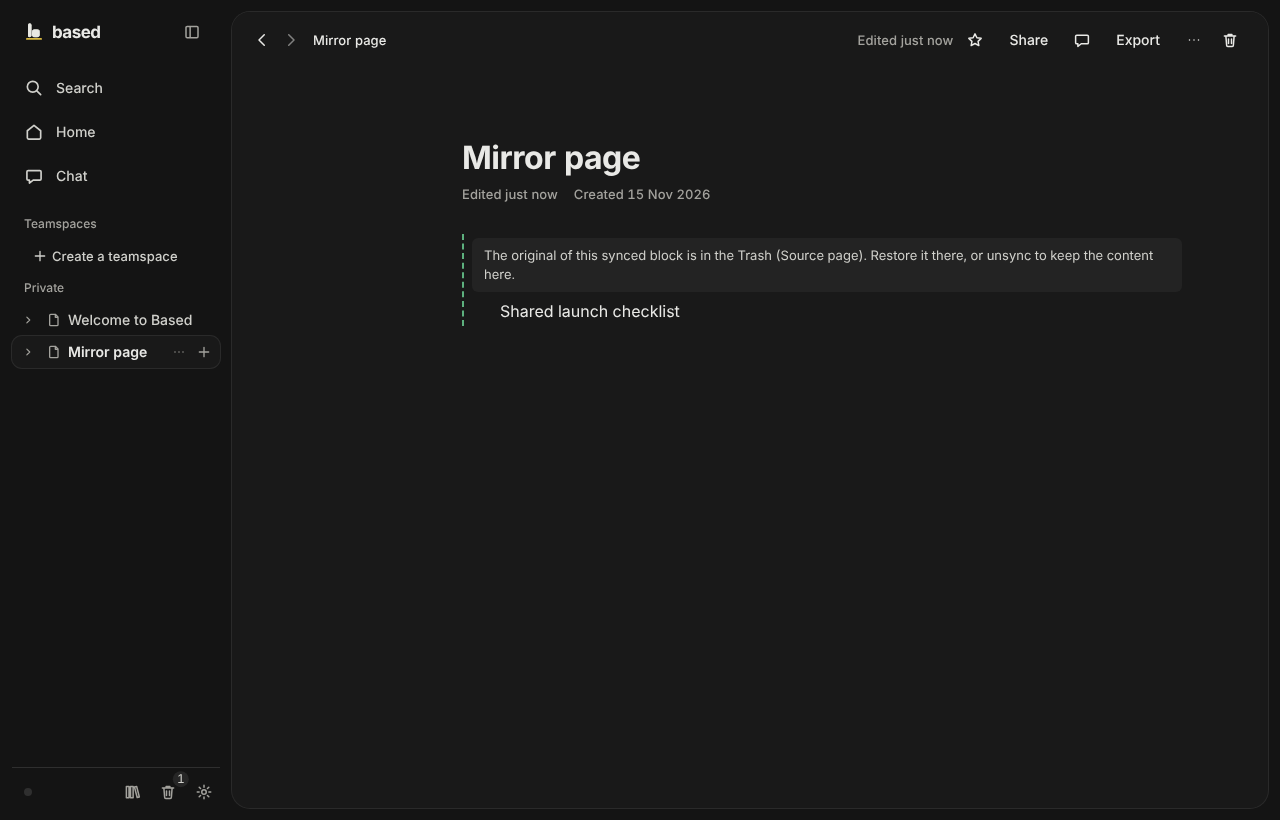 based
Search
Home
Chat
Teamspaces
Create a teamspace
Private
Welcome to Based
Mirror page
1
Mirror page
Edited just now
Share
Export
Mirror page
Edited just now Created 15 Nov 2026
The original of this synced block is in the Trash (Source page). Restore it there, or unsync to keep the content
here.
Shared launch checklist